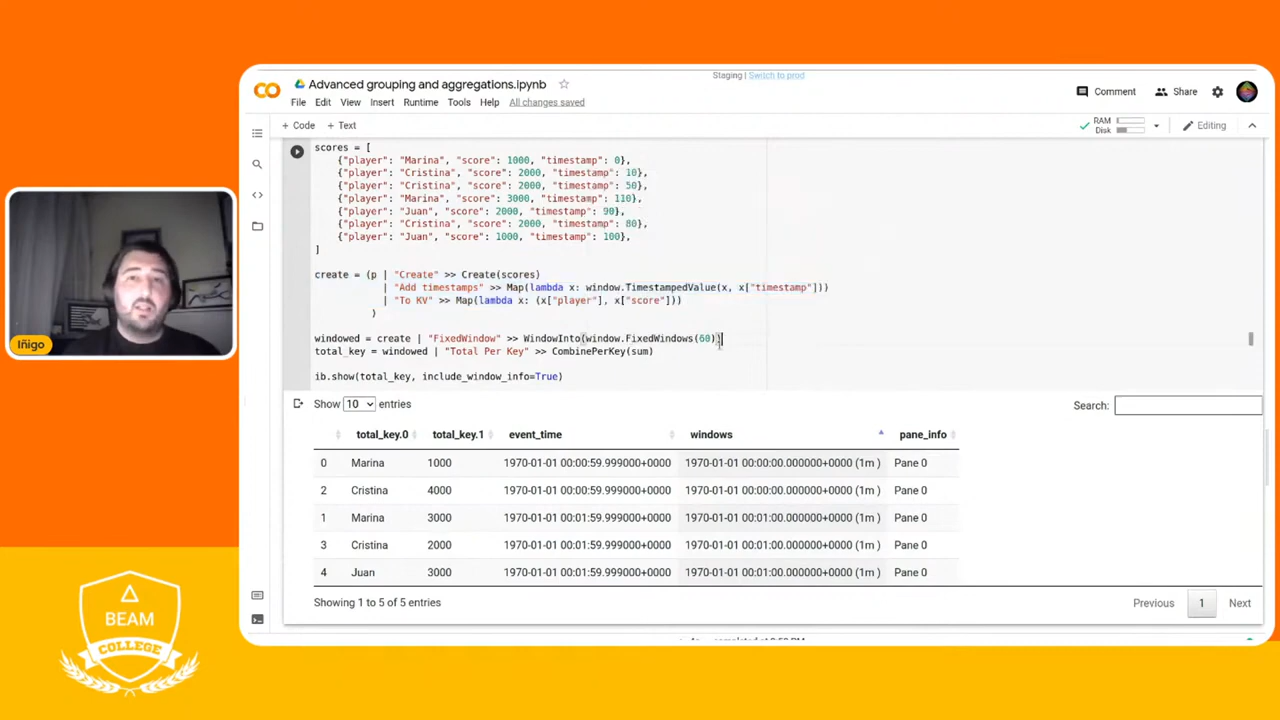 Staging | Switch to prod
Advanced grouping and aggregations.ipynb
File Edit View Insert Runtime Tools Help All changes saved
Comment Share
+ Code + Text
RAM
Disk
Editing
scores = [
{"player": "Marina", "score": 1000, "timestamp": 0},
{"player": "Cristina", "score": 2000, "timestamp": 10},
{"player": "Cristina", "score": 2000, "timestamp": 50},
{"player": "Marina", "score": 3000, "timestamp": 110},
{"player": "Juan", "score": 2000, "timestamp": 90},
{"player": "Cristina", "score": 2000, "timestamp": 80},
{"player": "Juan", "score": 1000, "timestamp": 100},
]
create = (p | "Create" >> Create(scores)
| "Add timestamps" >> Map(lambda x: window.TimestampedValue(x, x["timestamp"]))
| "To KV" >> Map(lambda x: (x["player"], x["score"]))
)
windowed = create | "FixedWindow" >> WindowInto(window.FixedWindows(60))
total_key = windowed | "Total Per Key" >> CombinePerKey(sum)
ib.show(total_key, include_window_info=True)
Show 10 entries
Search:
total_key.0 total_key.1 event_time windows pane_info
0 Marina 1000 1970-01-01 00:00:59.999000+0000 1970-01-01 00:00:00.000000+0000 (1m ) Pane 0
2 Cristina 4000 1970-01-01 00:00:59.999000+0000 1970-01-01 00:00:00.000000+0000 (1m ) Pane 0
1 Marina 3000 1970-01-01 00:01:59.999000+0000 1970-01-01 00:01:00.000000+0000 (1m ) Pane 0
3 Cristina 2000 1970-01-01 00:01:59.999000+0000 1970-01-01 00:01:00.000000+0000 (1m ) Pane 0
4 Juan 3000 1970-01-01 00:01:59.999000+0000 1970-01-01 00:01:00.000000+0000 (1m ) Pane 0
Showing 1 to 5 of 5 entries
Previous 1 Next
Iñigo
BEAM
COLLEGE